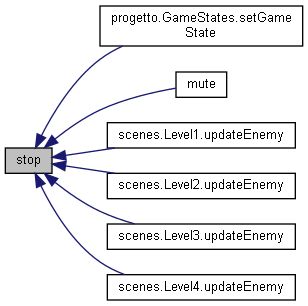 progetto.GameStates.setGame
State
mute
scenes.Level1.updateEnemy
stop
scenes.Level2.updateEnemy
scenes.Level3.updateEnemy
scenes.Level4.updateEnemy